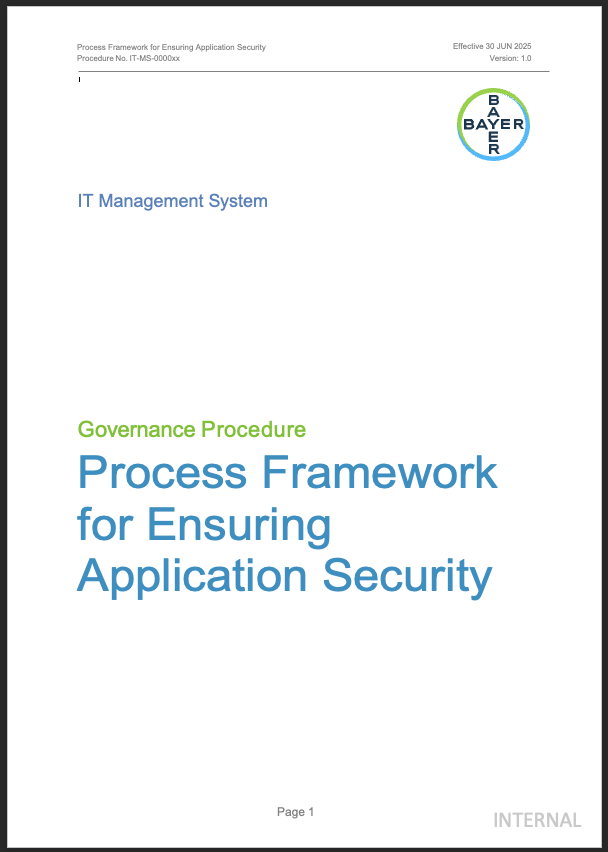 Process Framework for Ensuring Application Security
Effective 30 JUN 2025
Procedure No. IT-MS-0000xx
Version: 1.0
BAYER
BAYER
IT Management System
Governance Procedure
Process Framework
for Ensuring
Application Security
Page 1
INTERNAL